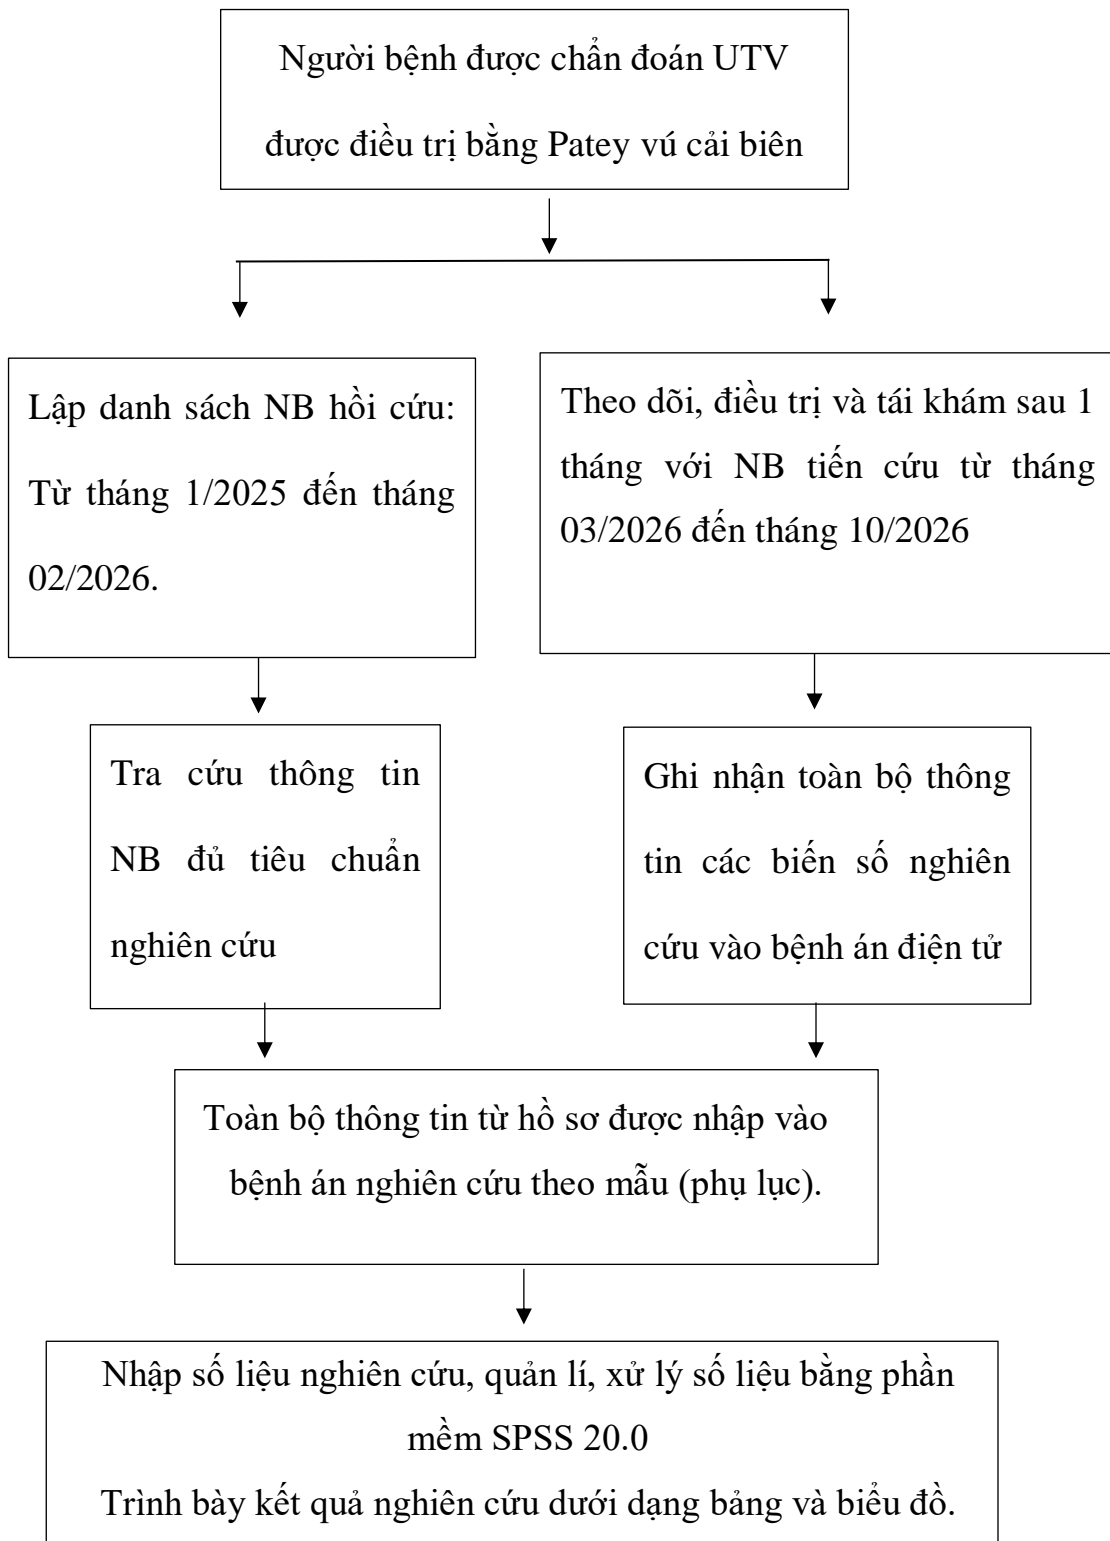 Người bệnh được chẩn đoán UTV
được điều trị bằng Patey vú cải biên
Lập danh sách NB hồi cứu:
Từ tháng 1/2025 đến tháng
02/2026.
Theo dõi, điều trị và tái khám sau 1
tháng với NB tiến cứu từ tháng
03/2026 đến tháng 10/2026
Tra cứu thông tin
NB đủ tiêu chuẩn
nghiên cứu
Ghi nhận toàn bộ thông
tin các biến số nghiên
cứu vào bệnh án điện tử
Toàn bộ thông tin từ hồ sơ được nhập vào
bệnh án nghiên cứu theo mẫu (phụ lục).
Nhập số liệu nghiên cứu, quản lí, xử lý số liệu bằng phần
mềm SPSS 20.0
Trình bày kết quả nghiên cứu dưới dạng bảng và biểu đồ.